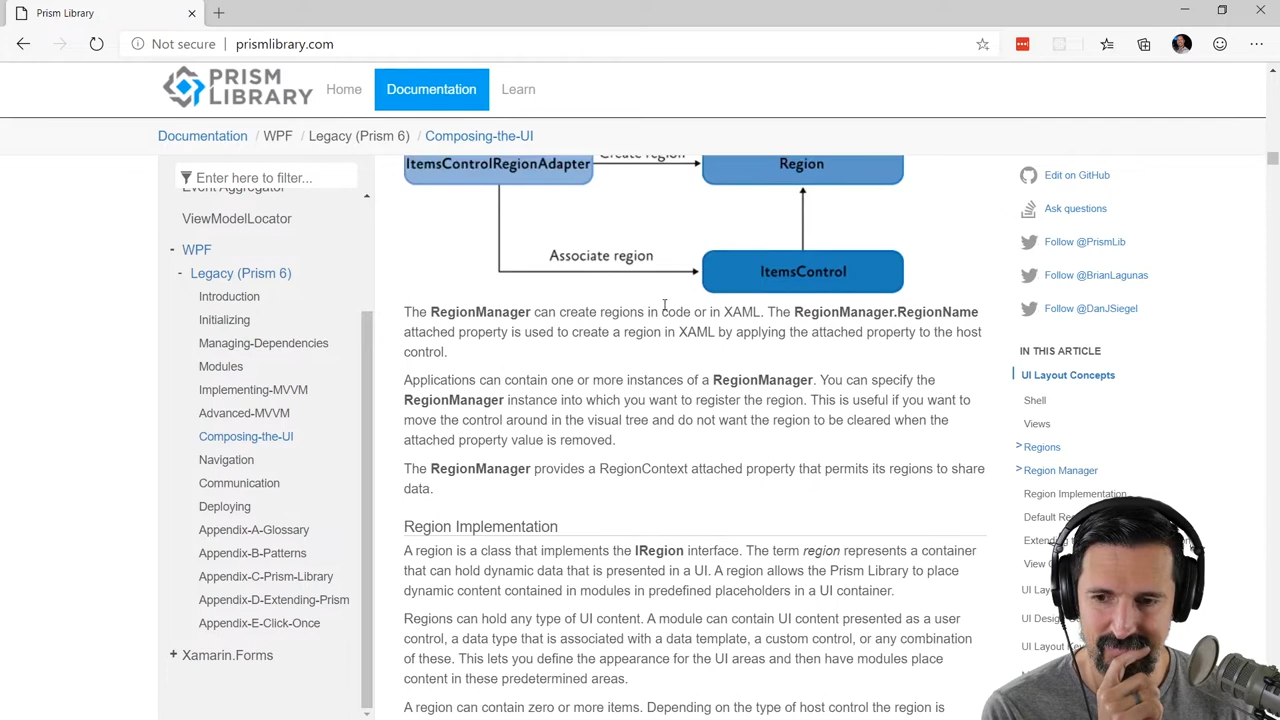 Prism Library
Not secure
prismlibrary.com
PRISM
LIBRARY
Home
Documentation
Learn
Documentation / WPF / Legacy (Prism 6) / Composing-the-UI
Enter here to filter...
Event Aggregator
ViewModelLocator
- WPF
- Legacy (Prism 6)
Introduction
Initializing
Managing-Dependencies
Modules
Implementing-MVVM
Advanced-MVVM
Composing-the-UI
Navigation
Communication
Deploying
Appendix-A-Glossary
Appendix-B-Patterns
Appendix-C-Prism-Library
Appendix-D-Extending-Prism
Appendix-E-Click-Once
+ Xamarin.Forms
ItemsControlRegionAdapter
Create region
Region
Associate region
ItemsControl
The RegionManager can create regions in code or in XAML. The RegionManager.RegionName
attached property is used to create a region in XAML by applying the attached property to the host
control.
Applications can contain one or more instances of a RegionManager. You can specify the
RegionManager instance into which you want to register the region. This is useful if you want to
move the control around in the visual tree and do not want the region to be cleared when the
attached property value is removed.
The RegionManager provides a RegionContext attached property that permits its regions to share
data.
Region Implementation
A region is a class that implements the IRegion interface. The term region represents a container
that can hold dynamic data that is presented in a UI. A region allows the Prism Library to place
dynamic content contained in modules in predefined placeholders in a UI container.
Regions can hold any type of UI content. A module can contain UI content presented as a user
control, a data type that is associated with a data template, a custom control, or any combination
of these. This lets you define the appearance for the UI areas and then have modules place
content in these predetermined areas.
A region can contain zero or more items. Depending on the type of host control the region is
Edit on GitHub
Ask questions
Follow @PrismLib
Follow @BrianLagunas
Follow @DanJSiegel
IN THIS ARTICLE
UI Layout Concepts
Shell
Views
> Regions
> Region Manager
Region Implementation
Default Re
Extending
View
UI La
UI Design
UI Layout Key